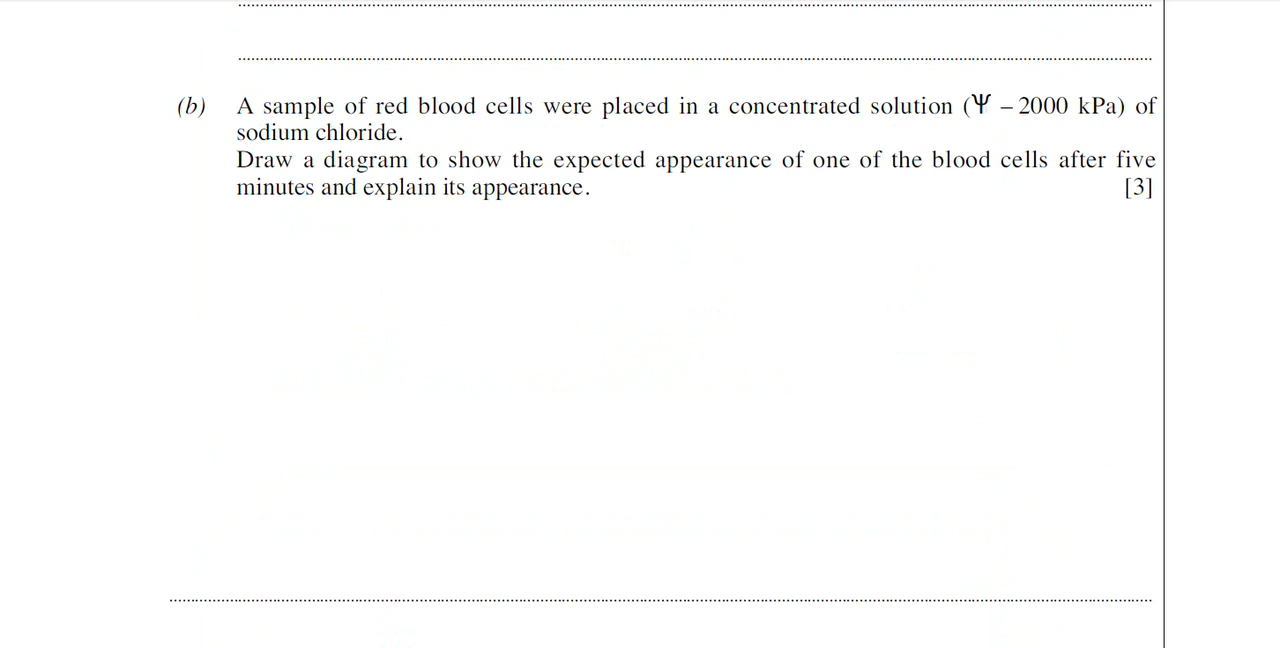 (b) A sample of red blood cells were placed in a concentrated solution (Ψ – 2000 kPa) of
sodium chloride.
Draw a diagram to show the expected appearance of one of the blood cells after five
minutes and explain its appearance. [3]